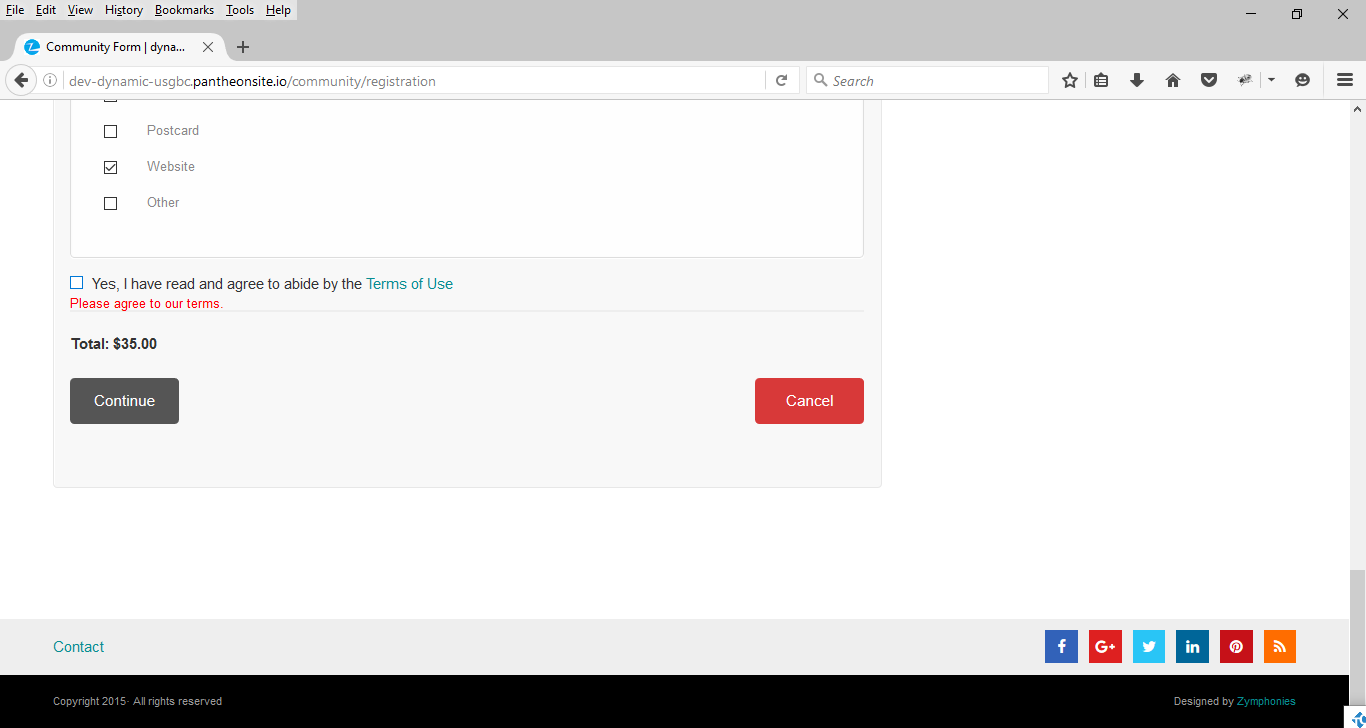 File Edit View History Bookmarks Tools Help
Community Form | dyna...
dev-dynamic-usgbc.pantheonsite.io/community/registration
Search
Postcard
Website
Other
Yes, I have read and agree to abide by the Terms of Use
Please agree to our terms.
Total: $35.00
Continue
Cancel
Contact
f G+ in
Copyright 2015- All rights reserved
Designed by Zymphonies